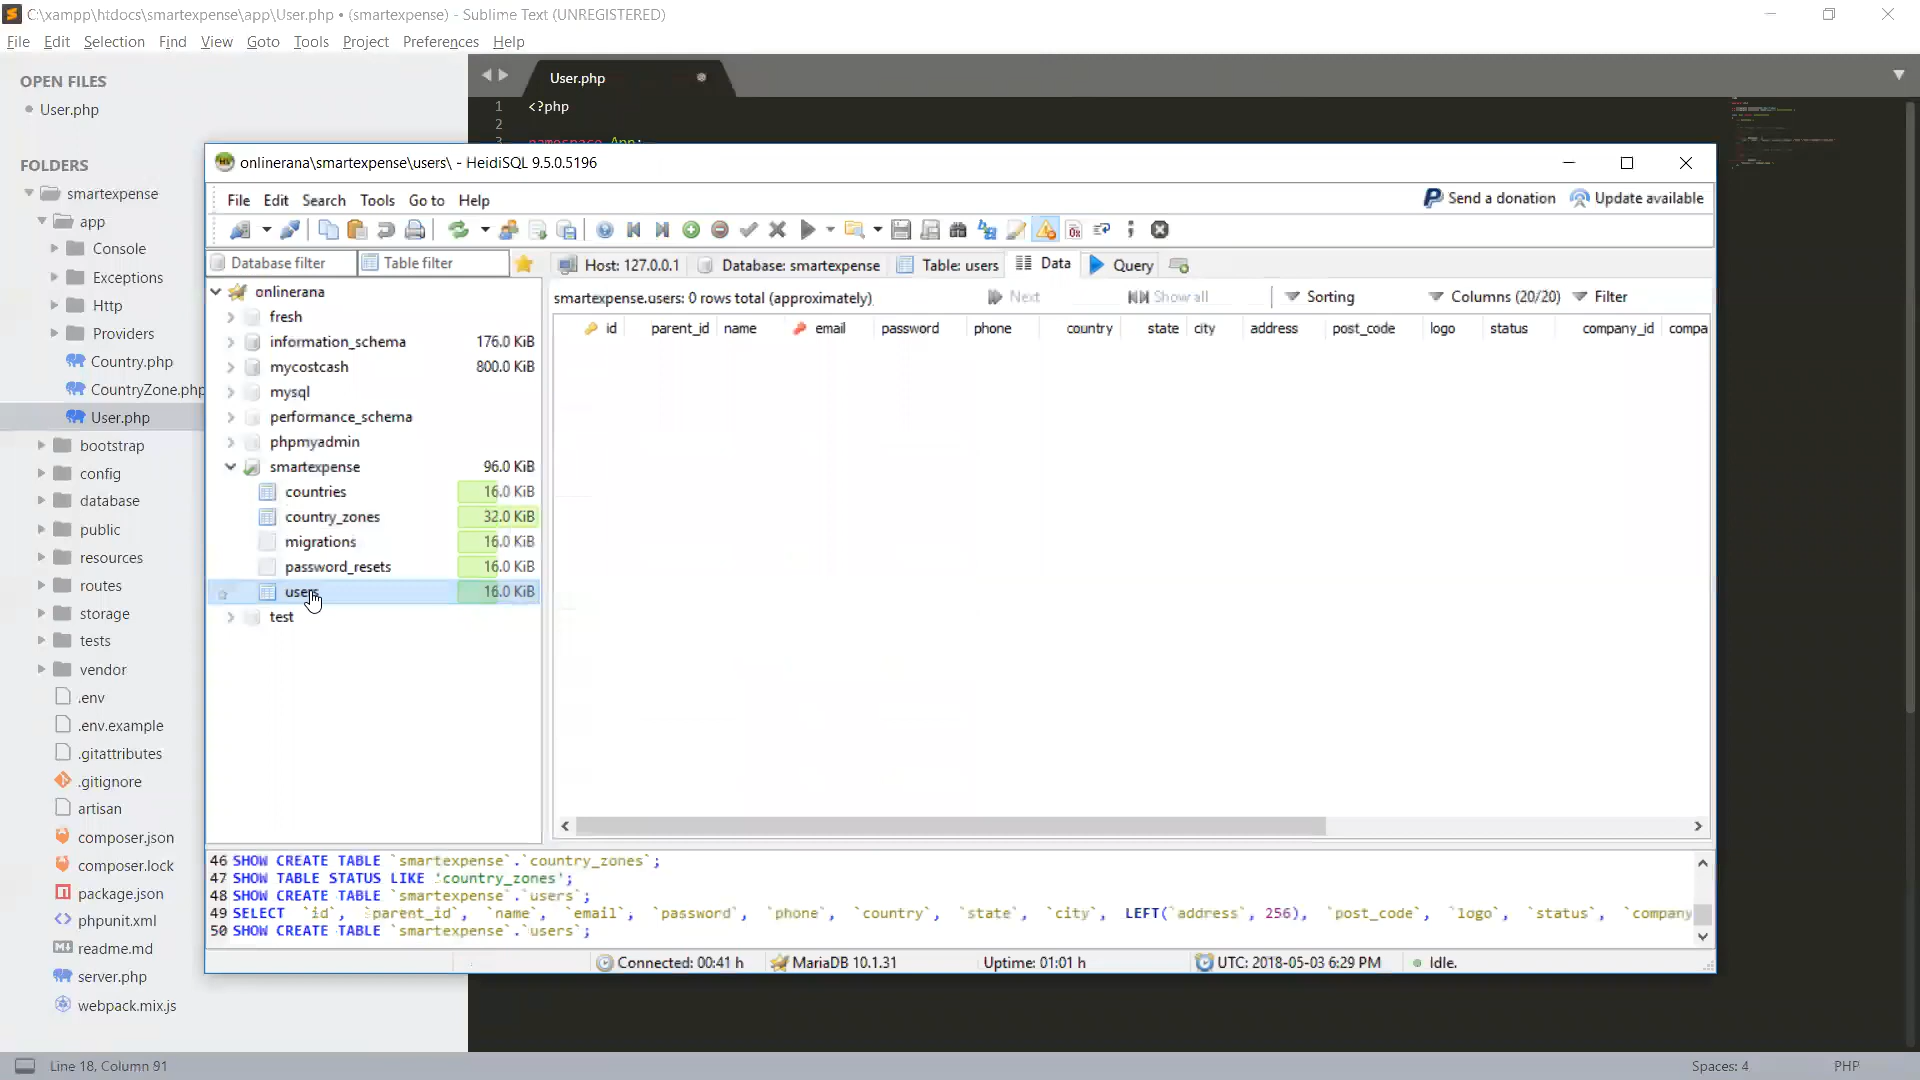 C:\xampp\htdocs\smartexpense\app\User.php • (smartexpense) - Sublime Text (UNREGISTERED)
File Edit Selection Find View Goto Tools Project Preferences Help
OPEN FILES
User.php
FOLDERS
smartexpense
app
Console
Exceptions
Http
Providers
Country.php
CountryZone.php
User.php
bootstrap
config
database
public
resources
routes
storage
tests
vendor
.env
.env.example
.gitattributes
.gitignore
artisan
composer.json
composer.lock
package.json
phpunit.xml
readme.md
server.php
webpack.mix.js
User.php
1 <?php
2
3 namespace App;
onlinerana\smartexpense\users\ - HeidiSQL 9.5.0.5196
File Edit Search Tools Go to Help
Send a donation Update available
Database filter Table filter
Host: 127.0.0.1 Database: smartexpense Table: users Data Query
onlinerana
fresh
information_schema 176.0 KiB
mycostcash 800.0 KiB
mysql
performance_schema
phpmyadmin
smartexpense 96.0 KiB
countries 16.0 KiB
country_zones 32.0 KiB
migrations 16.0 KiB
password_resets 16.0 KiB
users 16.0 KiB
test
smartexpense.users: 0 rows total (approximately) Next Show all Sorting Columns (20/20) Filter
id parent_id name email password phone country state city address post_code logo status company_id compa
46 SHOW CREATE TABLE `smartexpense`.`country_zones`;
47 SHOW TABLE STATUS LIKE 'country_zones';
48 SHOW CREATE TABLE `smartexpense`.`users`;
49 SELECT `id`, `parent_id`, `name`, `email`, `password`, `phone`, `country`, `state`, `city`, LEFT(`address`, 256), `post_code`, `logo`, `status`, `company
50 SHOW CREATE TABLE `smartexpense`.`users`;
Connected: 00:41 h MariaDB 10.1.31 Uptime: 01:01 h UTC: 2018-05-03 6:29 PM Idle.
Line 18, Column 91 Spaces: 4 PHP